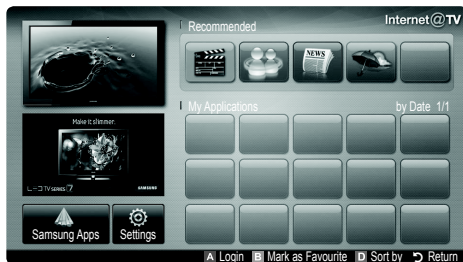 Internet@TV
Recommended
NEWS
My Applications
by Date 1/1
Make it slimmer.
TV SERIES 7
SAMSUNG
Samsung Apps
Settings
A Login B Mark as Favourite D Sort by Return